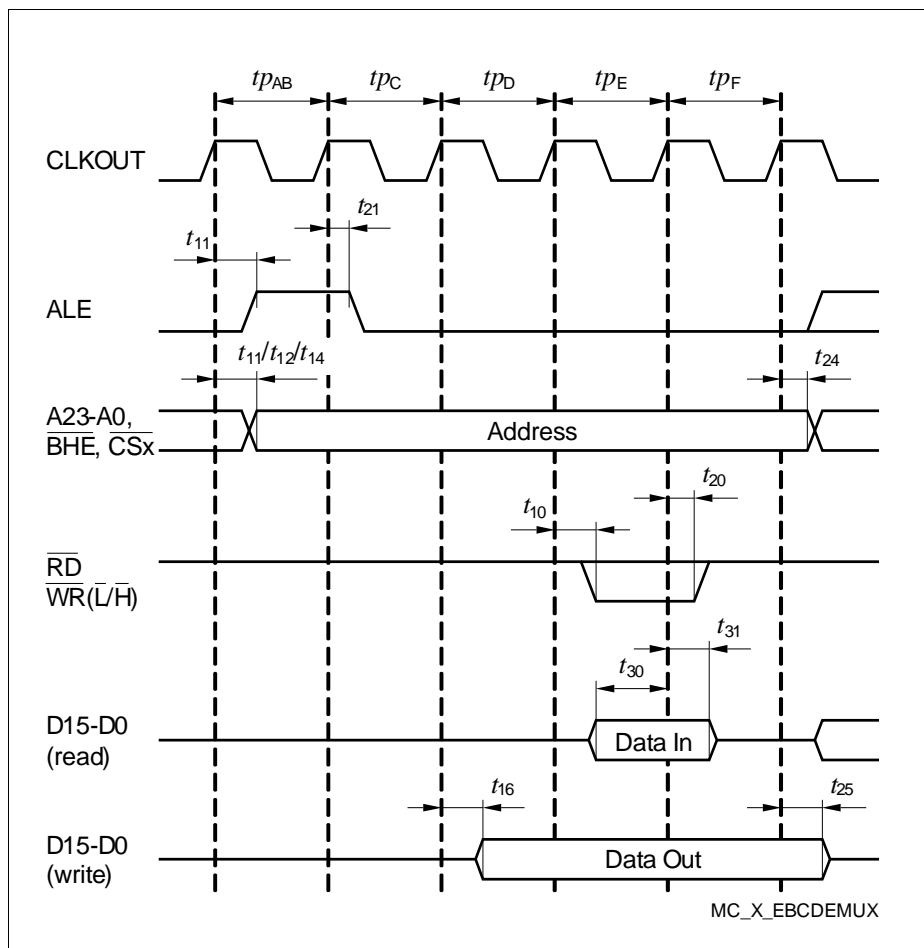 tpAB tpC tpD tpE tpF
CLKOUT
t21
t11
ALE
t11/t12/t14
t24
A23-A0,
BHE, CSx
Address
t20
t10
RD
WR(L/H)
t31
t30
D15-D0
(read)
Data In
t16
t25
D15-D0
(write)
Data Out
MC_X_EBCDEMUX